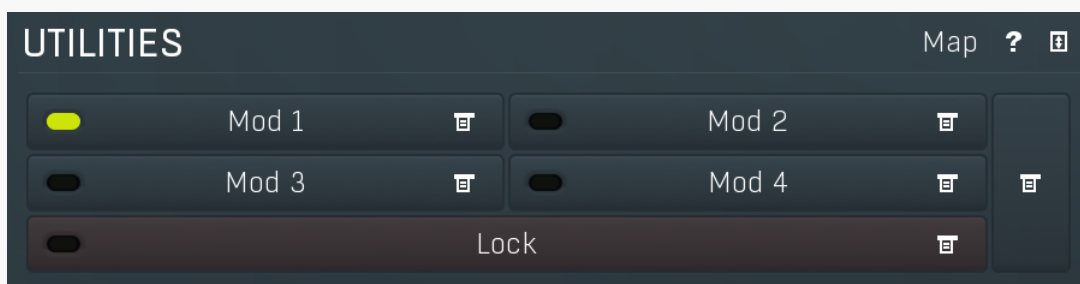 UTILITIES Map ?
Mod 1 Mod 2
Mod 3 Mod 4
Lock